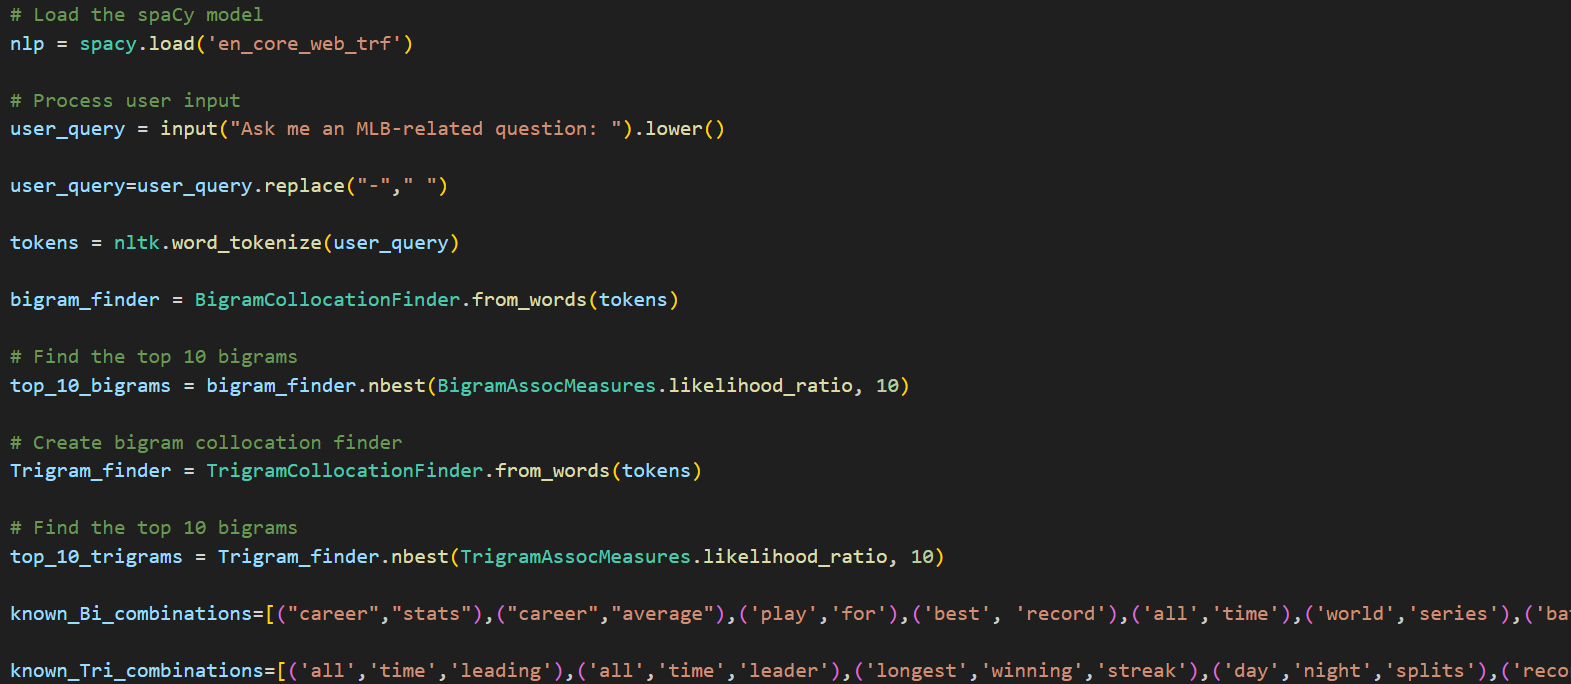 # Load the spaCy model
nlp = spacy.load('en_core_web_trf')
# Process user input
user_query = input("Ask me an MLB-related question: ").lower()
user_query=user_query.replace("-"," ")
tokens = nltk.word_tokenize(user_query)
bigram_finder = BigramCollocationFinder.from_words(tokens)
# Find the top 10 bigrams
top_10_bigrams = bigram_finder.nbest(BigramAssocMeasures.likelihood_ratio, 10)
# Create bigram collocation finder
Trigram_finder = TrigramCollocationFinder.from_words(tokens)
# Find the top 10 bigrams
top_10_trigrams = Trigram_finder.nbest(TrigramAssocMeasures.likelihood_ratio, 10)
known_Bi_combinations=[("career","stats"),("career","average"),('play','for'),('best', 'record'),('all','time'),('world','series'),('ba
known_Tri_combinations=[('all','time','leading'),('all','time','leader'),('longest','winning','streak'),('day','night','splits'),('reco